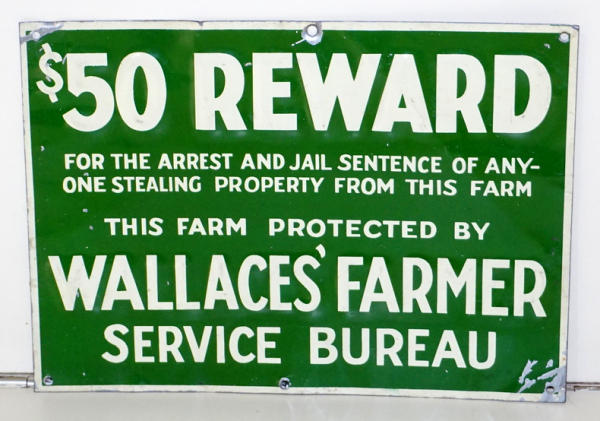 $50 REWARD
FOR THE ARREST AND JAIL SENTENCE OF ANY-
ONE STEALING PROPERTY FROM THIS FARM
THIS FARM PROTECTED BY
WALLACES' FARMER
SERVICE BUREAU